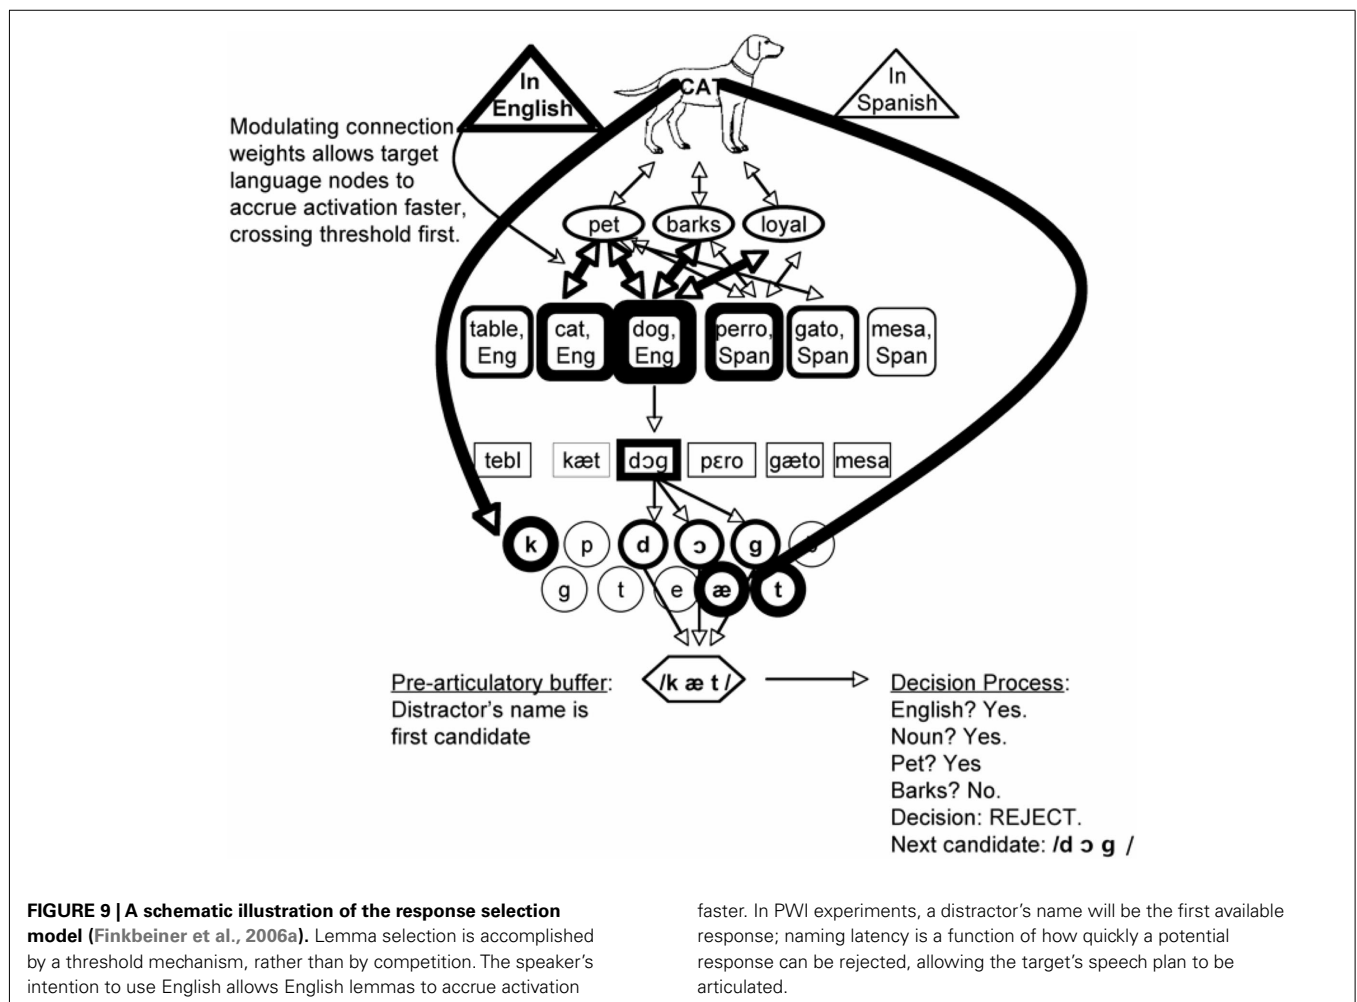 In
English
CAT
In
Spanish
Modulating connection
weights allows target
language nodes to
accrue activation faster,
crossing threshold first.
pet
barks
loyal
table,
Eng
cat,
Eng
dog,
Eng
perro,
Span
gato,
Span
mesa,
Span
tebl
kæt
dɔg
pɛro
gæto
mesa
k
p
d
ɔ
g
g
t
e
æ
t
Pre-articulatory buffer:
Distractor's name is
first candidate
/k æ t /
Decision Process:
English? Yes.
Noun? Yes.
Pet? Yes
Barks? No.
Decision: REJECT.
Next candidate: /d ɔ g /
FIGURE 9 | A schematic illustration of the response selection
model (Finkbeiner et al., 2006a). Lemma selection is accomplished
by a threshold mechanism, rather than by competition. The speaker's
intention to use English allows English lemmas to accrue activation
faster. In PWI experiments, a distractor's name will be the first available
response; naming latency is a function of how quickly a potential
response can be rejected, allowing the target's speech plan to be
articulated.